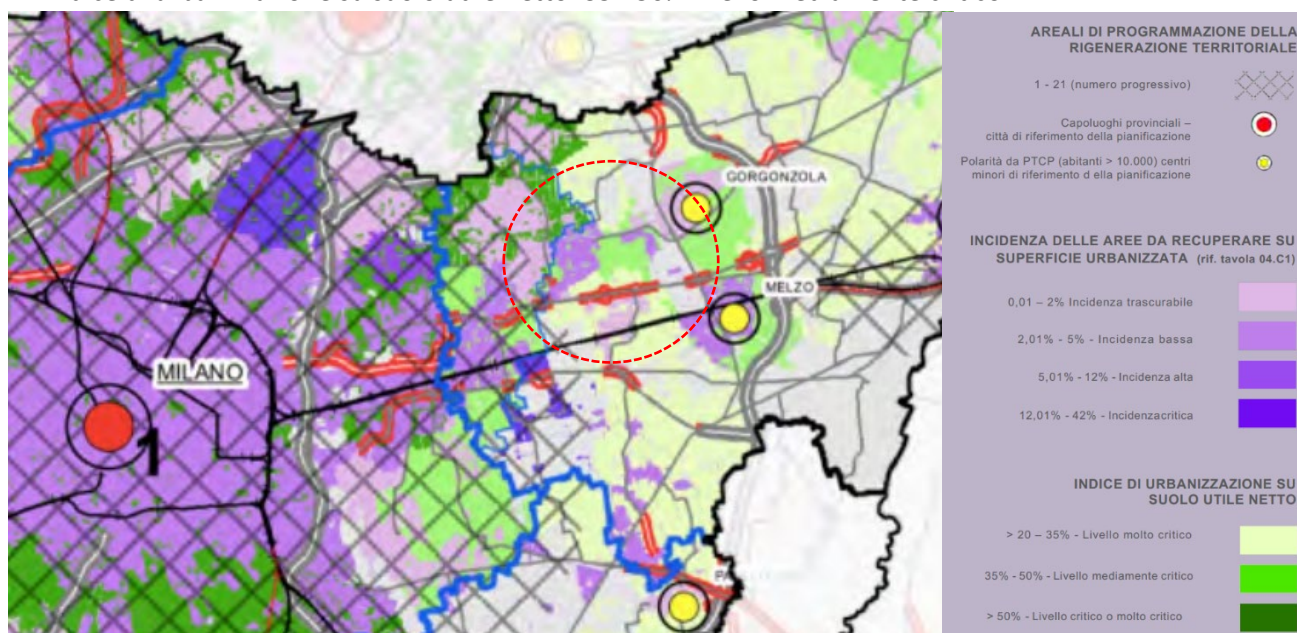 GORGONZOLA
MELZO
MILANO
1
AREALI DI PROGRAMMAZIONE DELLA
RIGENERAZIONE TERRITORIALE
1 - 21 (numero progressivo)
Capoluoghi provinciali –
città di riferimento della pianificazione
Polarità da PTCP (abitanti > 10.000) centri
minori di riferimento d ella pianificazione
INCIDENZA DELLE AREE DA RECUPERARE SU
SUPERFICIE URBANIZZATA (rif. tavola 04.C1)
0,01 – 2% Incidenza trascurabile
2,01% - 5% - Incidenza bassa
5,01% - 12% - Incidenza alta
12,01% - 42% - Incidenzacritica
INDICE DI URBANIZZAZIONE SU
SUOLO UTILE NETTO
> 20 – 35% - Livello molto critico
35% - 50% - Livello mediamente critico
> 50% - Livello critico o molto critico